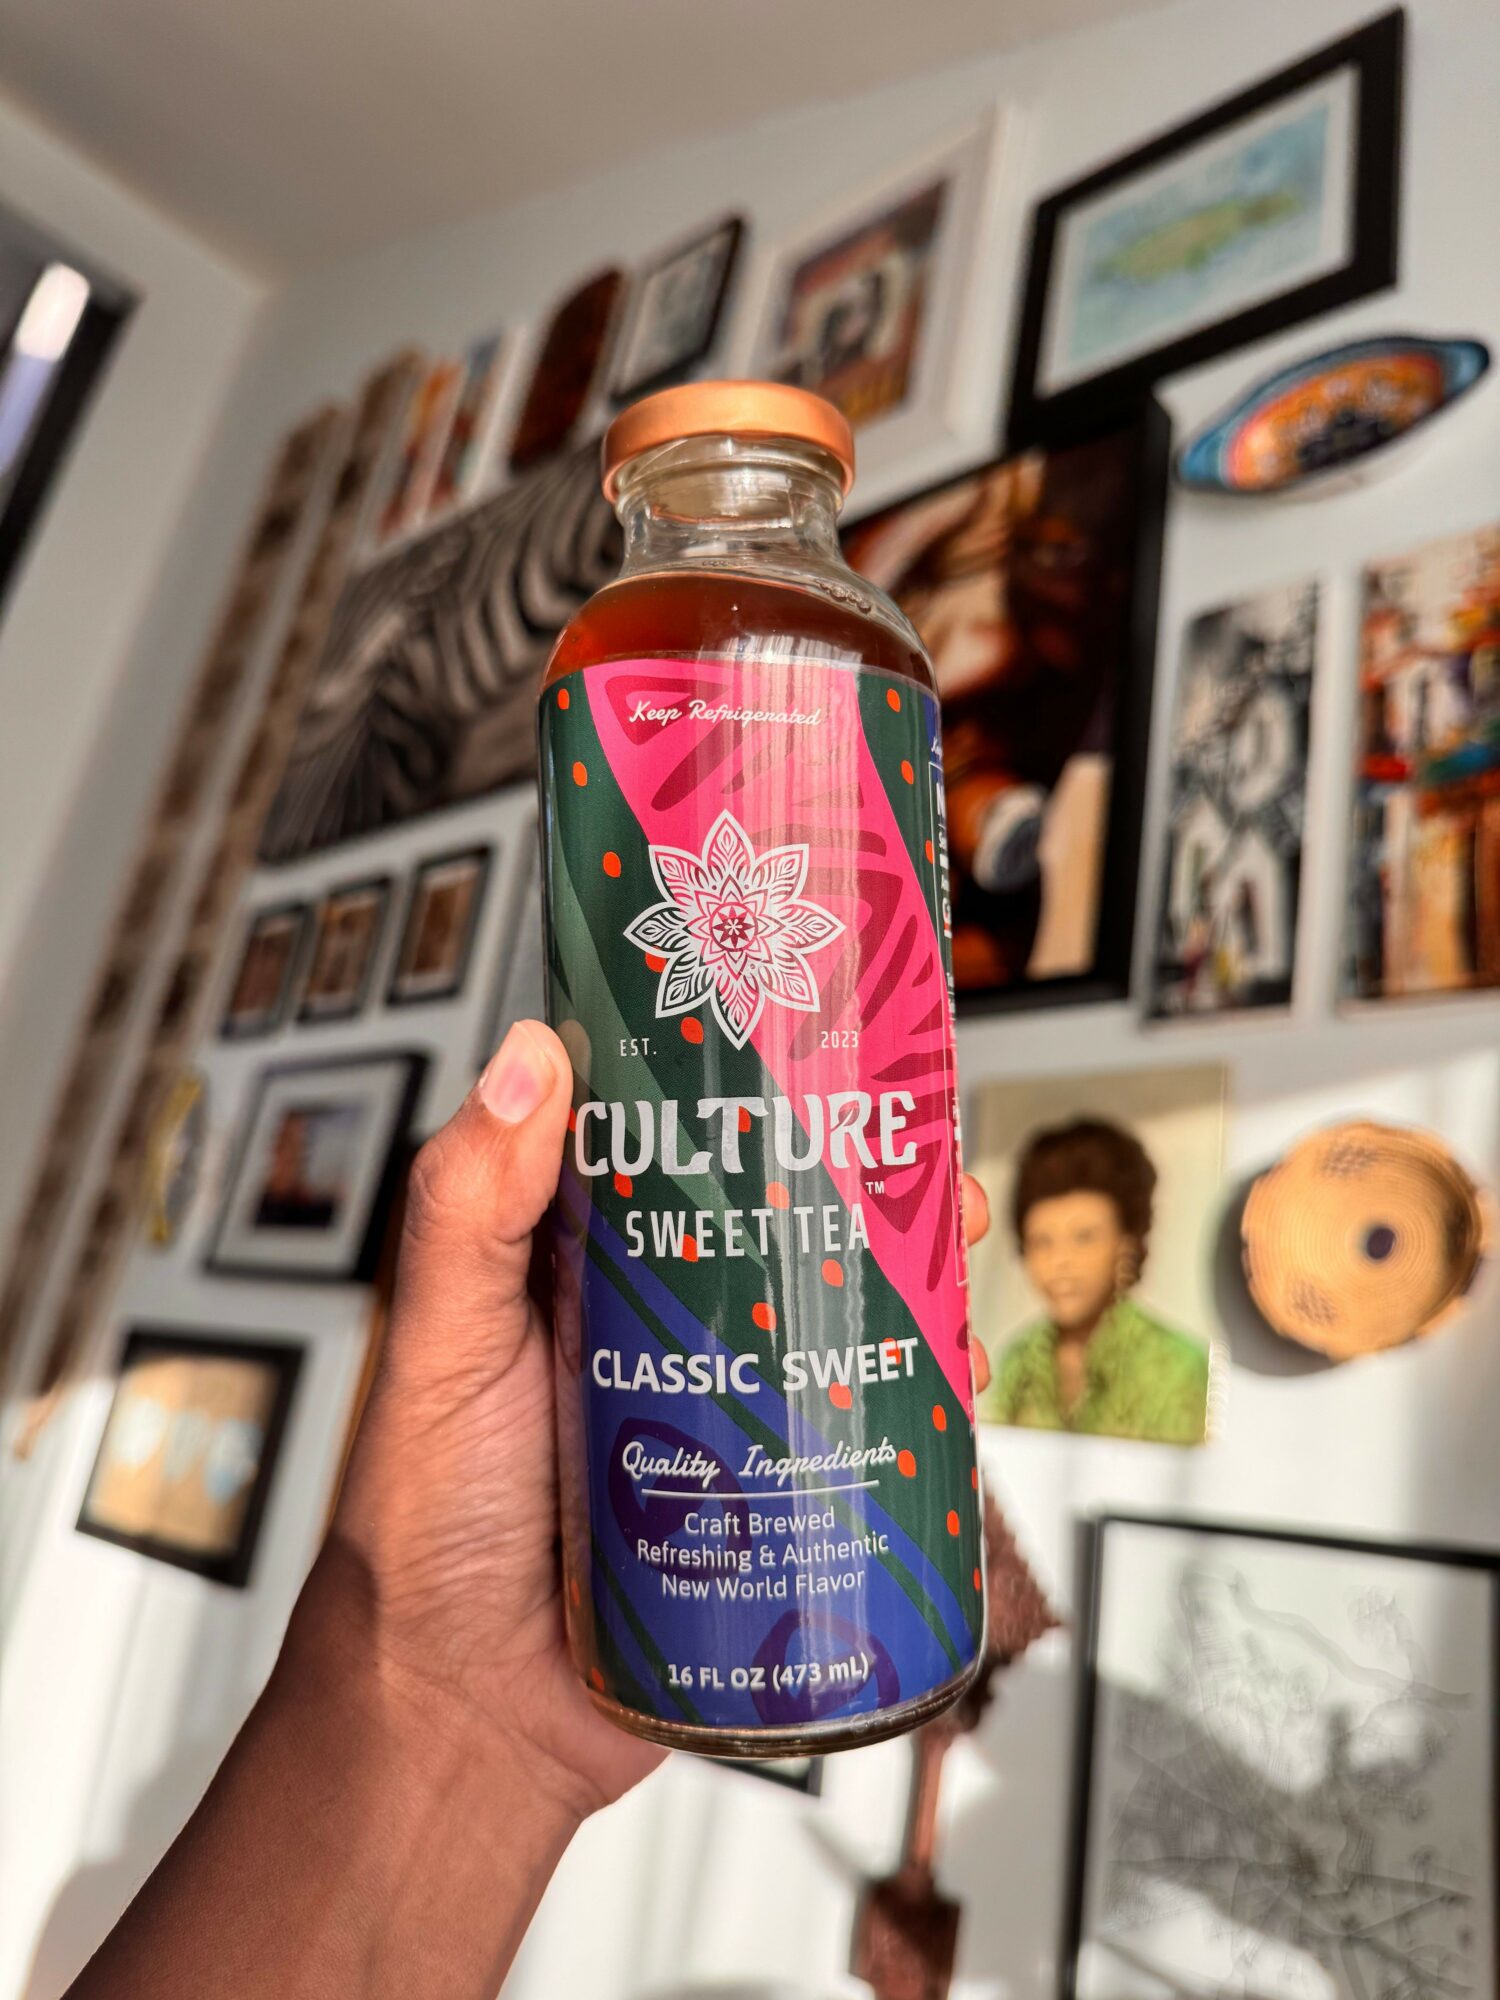 Keep Refrigerated
EST. 2023
CULTURE
TM
SWEET TEA
CLASSIC SWEET
Quality Ingredients
Craft Brewed
Refreshing & Authentic
New World Flavor
16 FL OZ (473 mL)